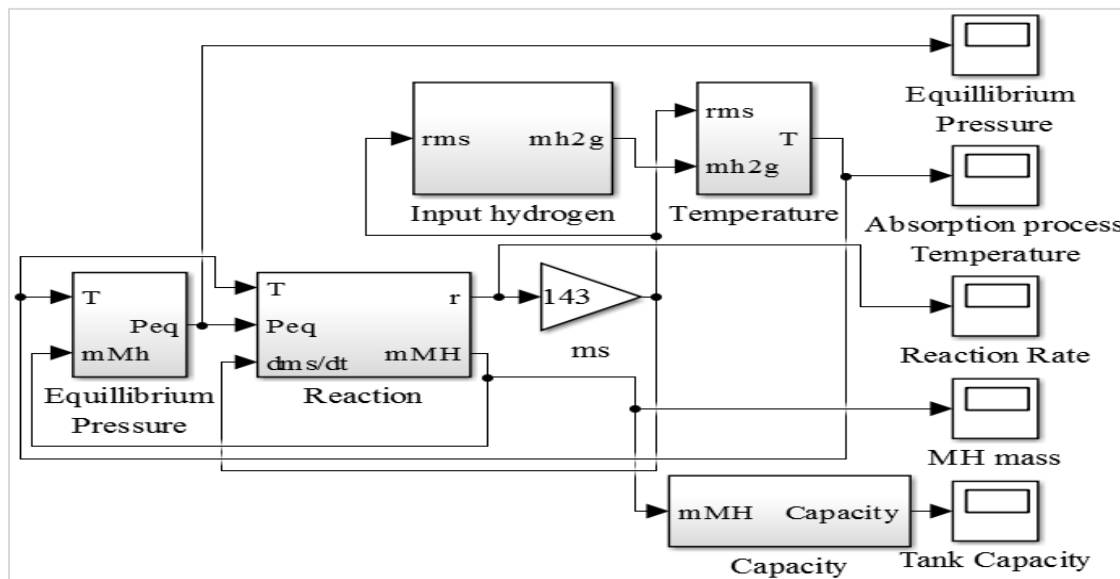 Equillibrium
Pressure
rms
mh2g
Input hydrogen
rms
mh2g
T
Temperature
Absorption process
Temperature
T
mMh
Peq
Equillibrium
Pressure
T
Peq
dms/dt
r
mMH
Reaction
143
ms
Reaction Rate
MH mass
mMH
Capacity
Capacity
Tank Capacity